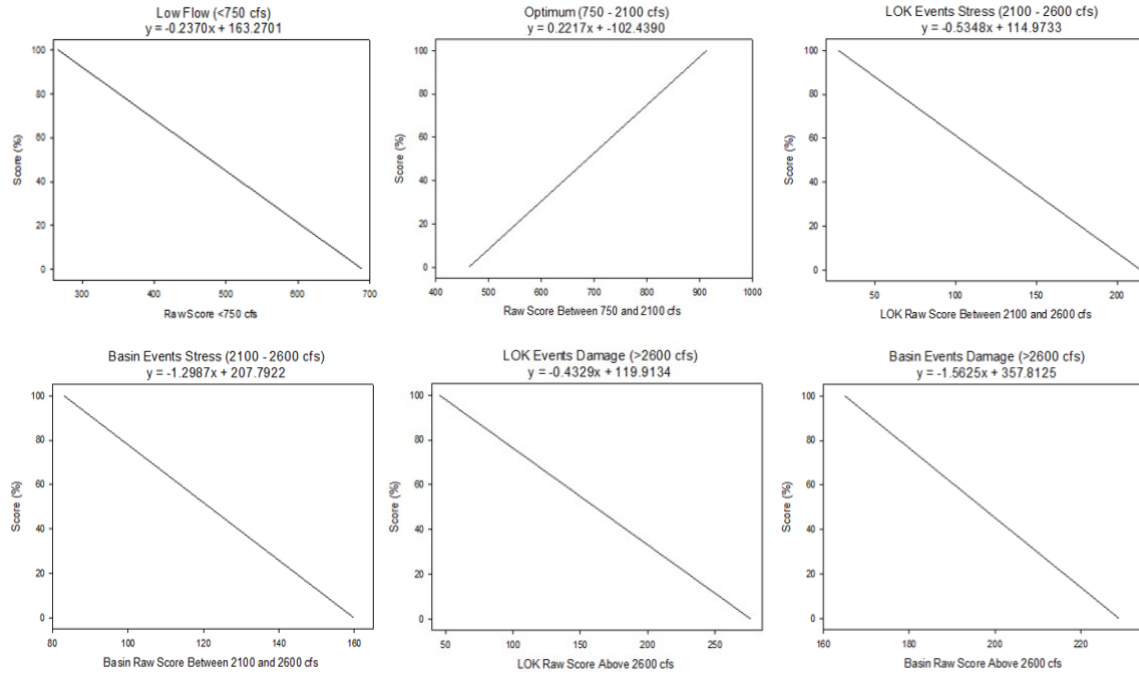 Low Flow (<750 cfs)
y = -0.2370x + 163.2701
100
80
60
40
20
0
Score (%)
300 400 500 600 700
Raw Score <750 cfs
Optimum (750 - 2100 cfs)
y = 0.2217x + -102.4390
100
80
60
40
20
0
Score (%)
400 500 600 700 800 900 1000
Raw Score Between 750 and 2100 cfs
LOK Events Stress (2100 - 2600 cfs)
y = -0.5348x + 114.9733
100
80
60
40
20
0
Score (%)
50 100 150 200
LOK Raw Score Between 2100 and 2600 cfs
Basin Events Stress (2100 - 2600 cfs)
y = -1.2987x + 207.7922
100
80
60
40
20
0
Score (%)
80 100 120 140 160
Basin Raw Score Between 2100 and 2600 cfs
LOK Events Damage (>2600 cfs)
y = -0.4329x + 119.9134
100
80
60
40
20
0
Score (%)
50 100 150 200 250
LOK Raw Score Above 2600 cfs
Basin Events Damage (>2600 cfs)
y = -1.5625x + 357.8125
100
80
60
40
20
0
Score (%)
160 180 200 220
Basin Raw Score Above 2600 cfs